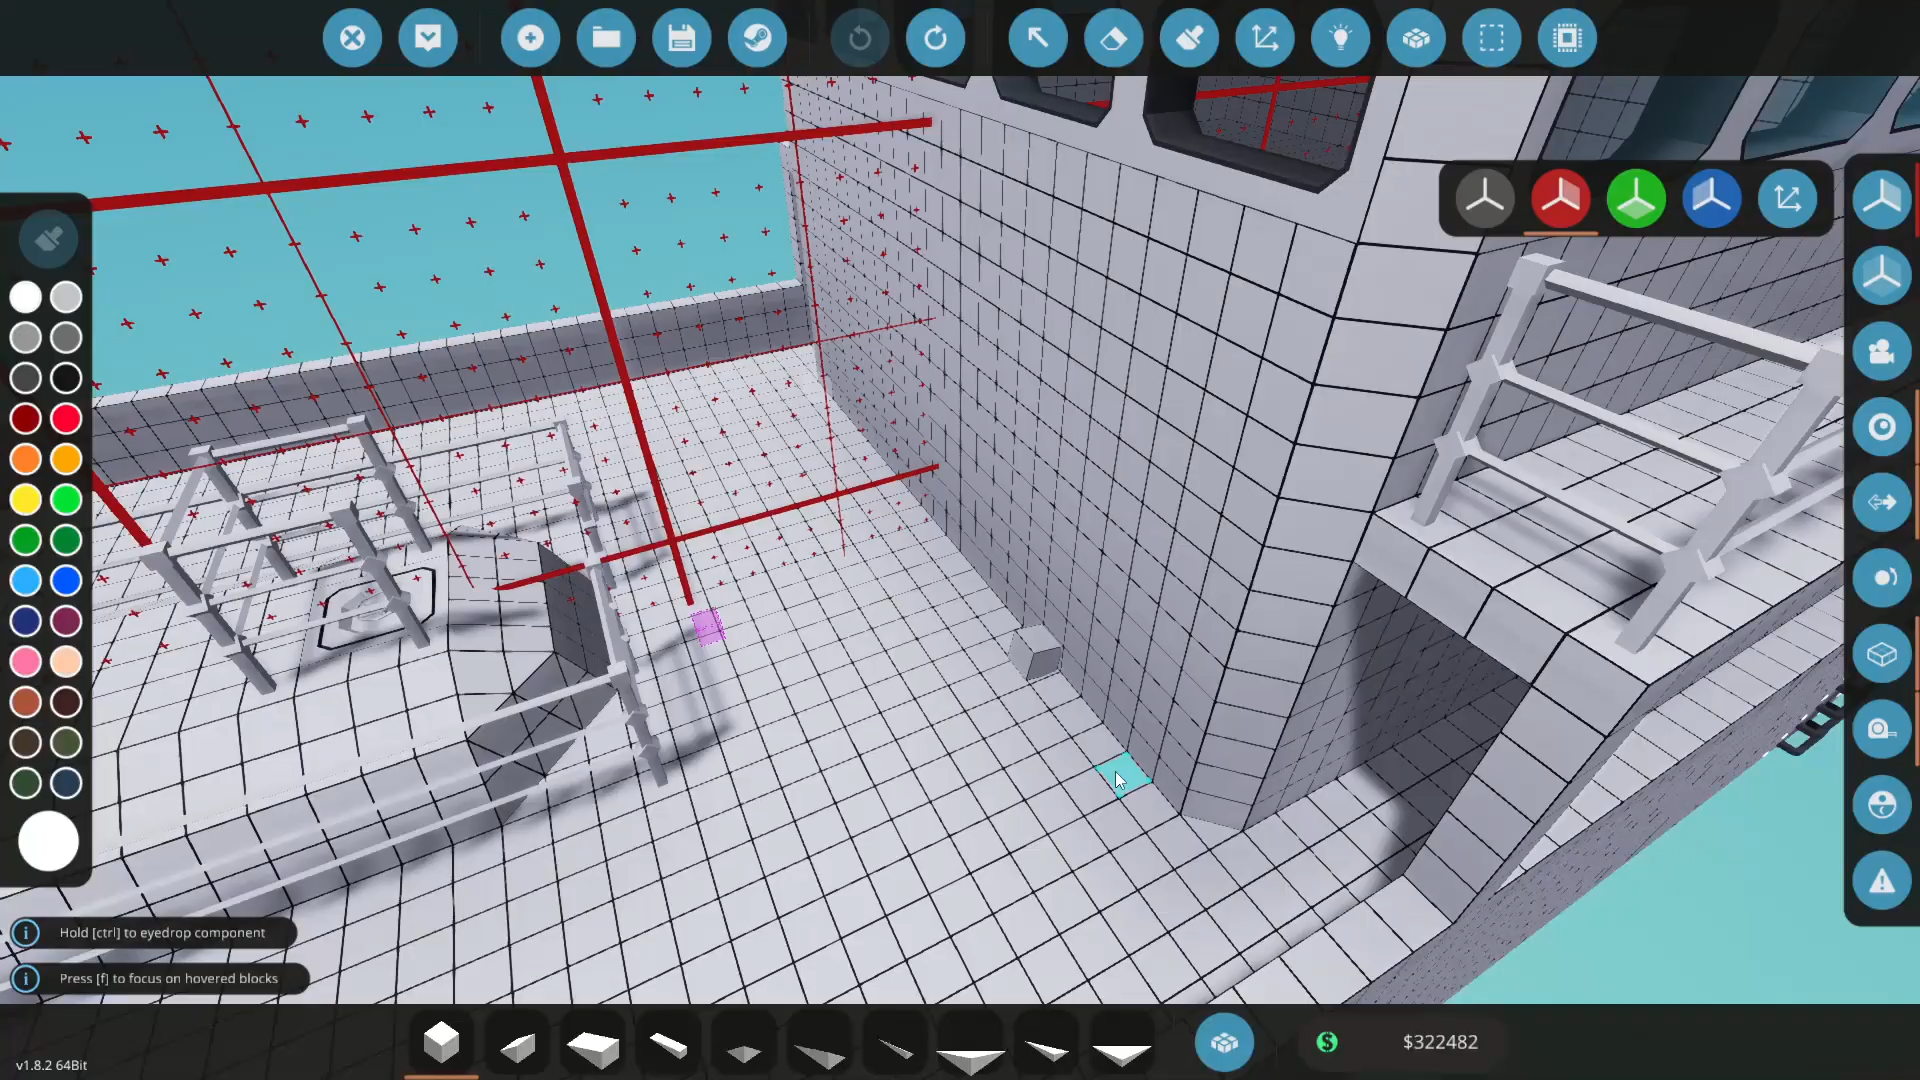 Hold [ctrl] to eyedrop component
Press [f] to focus on hovered blocks
$322482
v1.8.2 64Bit